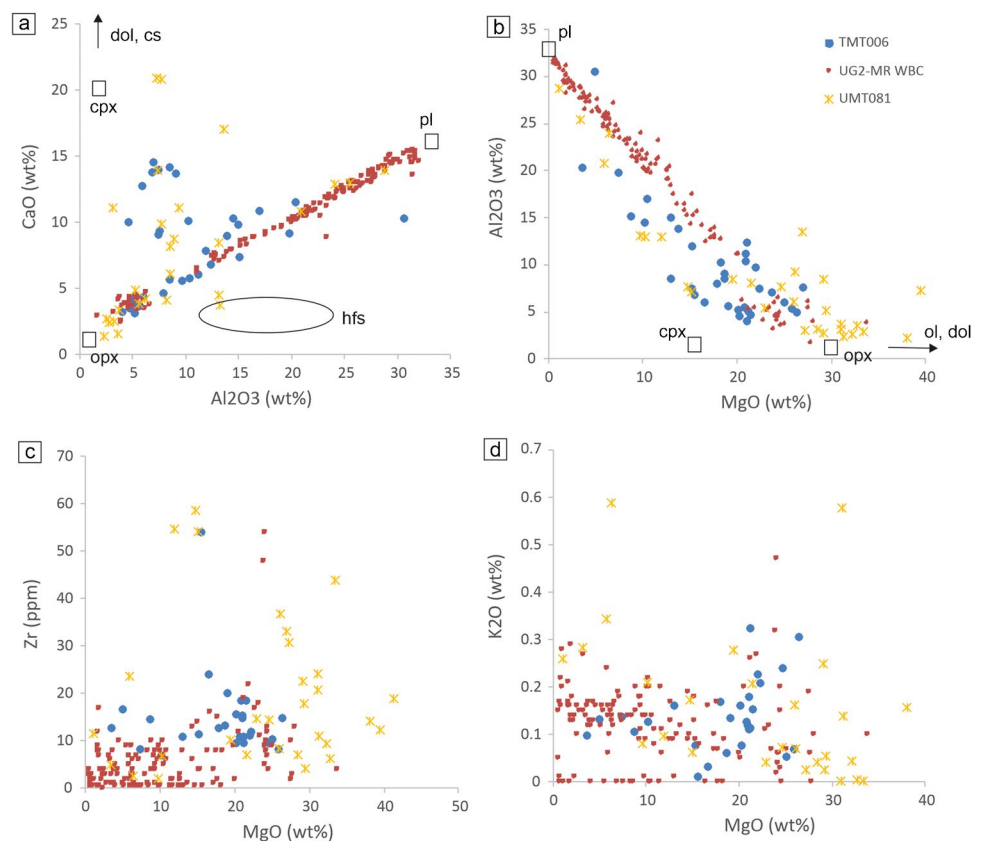 a
25
20
15
10
5
0
0 5 10 15 20 25 30 35
CaO (wt%)
Al2O3 (wt%)
dol, cs
cpx
pl
opx
hfs
b
35
30
25
20
15
10
5
0
0 10 20 30 40
Al2O3 (wt%)
MgO (wt%)
pl
TMT006
UG2-MR WBC
UMT081
cpx
opx
ol, dol
c
70
60
50
40
30
20
10
0
0 10 20 30 40 50
Zr (ppm)
MgO (wt%)
d
0.7
0.6
0.5
0.4
0.3
0.2
0.1
0
0 10 20 30 40
K2O (wt%)
MgO (wt%)